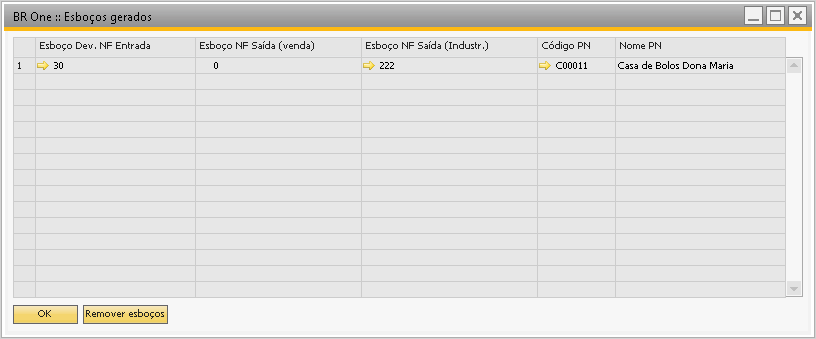 BR One :: Esboços gerados
Esboço Dev. NF Entrada Esboço NF Saída (venda) Esboço NF Saída (Industr.) Código PN Nome PN
1 30 0 222 C00011 Casa de Bolos Dona Maria
OK Remover esboços